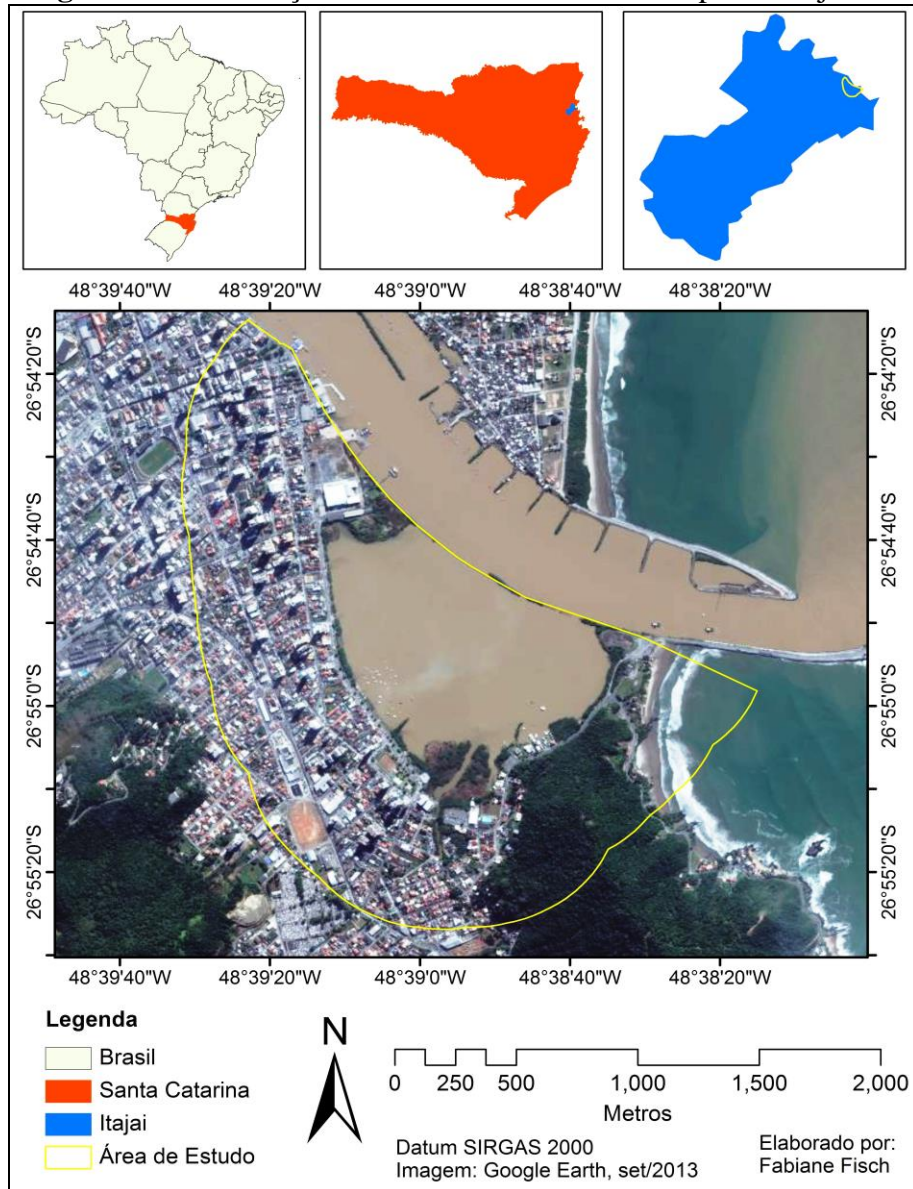 48°39'40"W 48°39'20"W 48°39'0"W 48°38'40"W 48°38'20"W
26°54'20"S 26°54'20"S
26°54'40"S 26°54'40"S
26°55'0"S 26°55'0"S
26°55'20"S 26°55'20"S
48°39'40"W 48°39'20"W 48°39'0"W 48°38'40"W 48°38'20"W
Legenda
Brasil
Santa Catarina
Itajai
Área de Estudo
N
0 250 500 1,000 1,500 2,000
Metros
Datum SIRGAS 2000
Imagem: Google Earth, set/2013
Elaborado por:
Fabiane Fisch